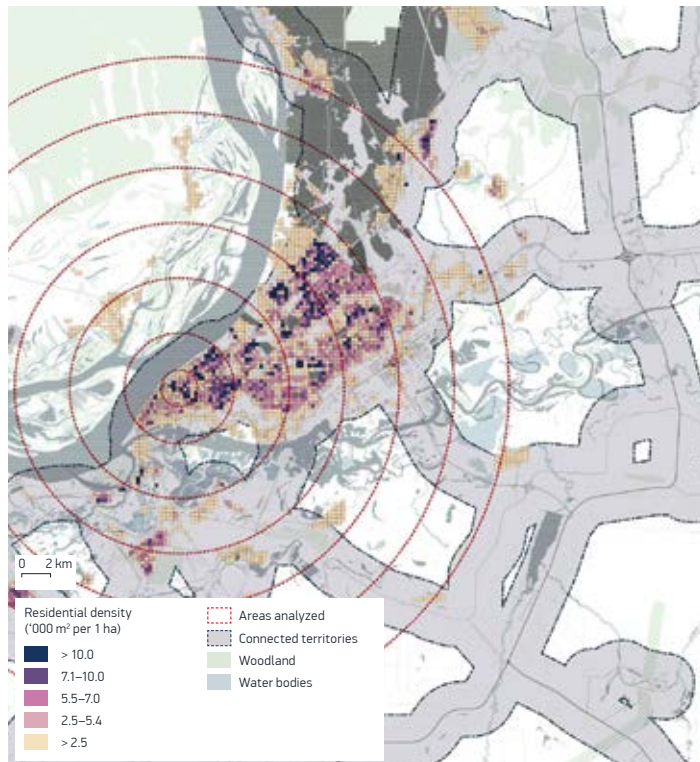 0 2 km
Residential density
('000 m² per 1 ha)
> 10.0
7.1–10.0
5.5–7.0
2.5–5.4
> 2.5
Areas analyzed
Connected territories
Woodland
Water bodies